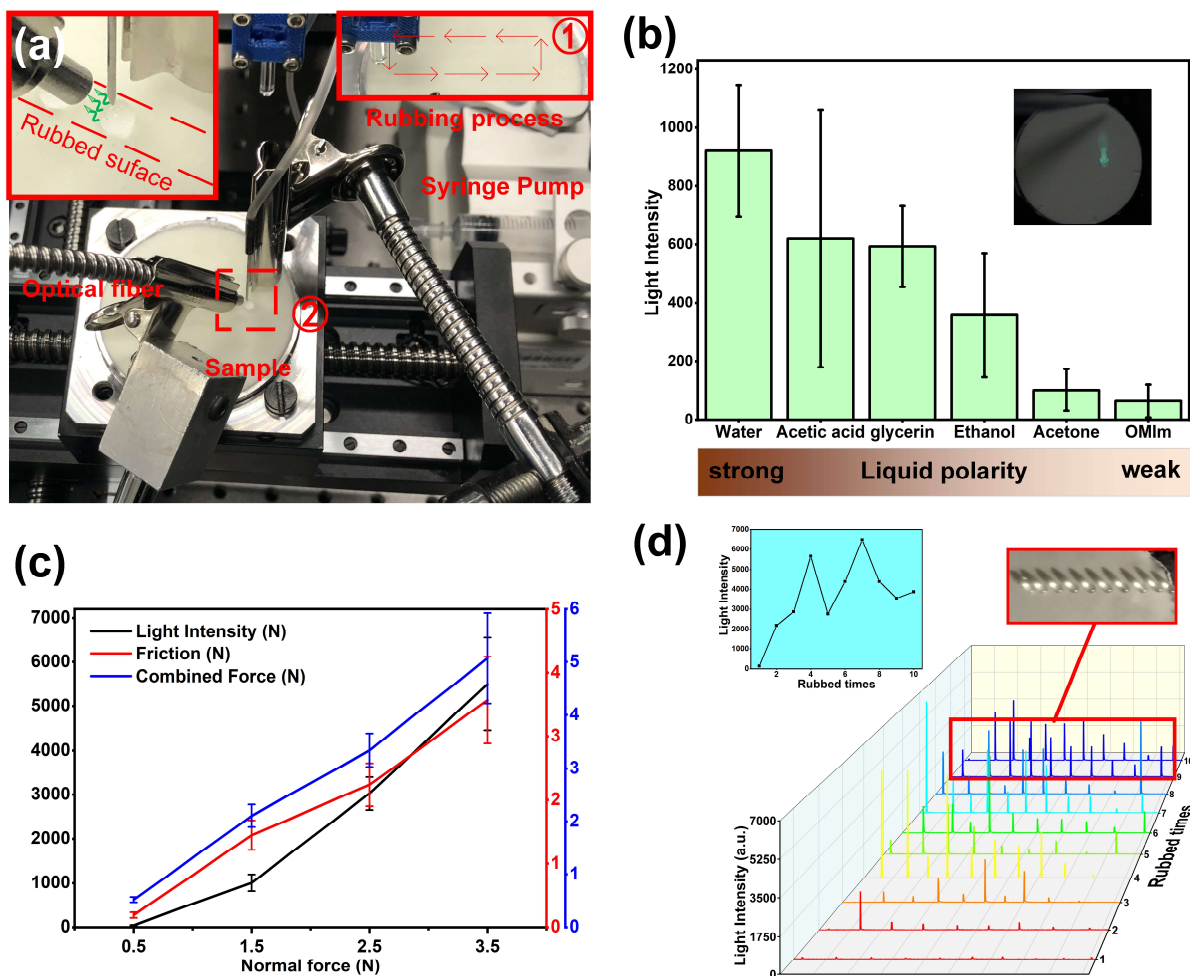 (a)
Rubbed suface
①
Rubbing process
Syringe Pump
Optical fiber
②
Sample
(b)
Light Intensity
1200
1000
800
600
400
200
0
Water Acetic acid glycerin Ethanol Acetone OMIm
strong Liquid polarity weak
(c)
7000
6000
5000
4000
3000
2000
1000
0
Light Intensity (N)
Friction (N)
Combined Force (N)
5
4
3
2
1
0
6
5
4
3
2
1
0
0.5 1.5 2.5 3.5
Normal force (N)
(d)
Light Intensity
7000
6000
5000
4000
3000
2000
1000
0
2 4 6 8 10
Rubbed times
Light Intensity (a.u.)
7000
5250
3500
1750
0
10
9
8
7
6
5
4
3
2
1
Rubbed times